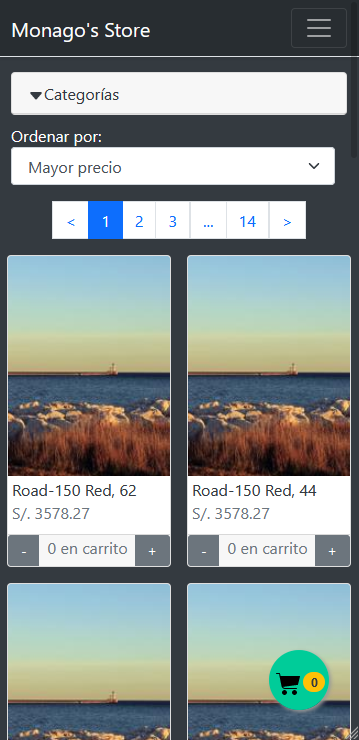 Monago's Store
Categorías
Ordenar por:
Mayor precio
< 1 2 3 ... 14 >
Road-150 Red, 62
S/. 3578.27
- 0 en carrito +
Road-150 Red, 44
S/. 3578.27
- 0 en carrito +
0